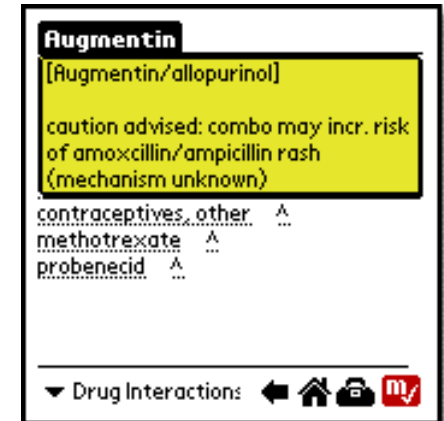 Augmentin
[Augmentin/allopurinol]
caution advised: combo may incr. risk
of amoxcillin/ampicillin rash
(mechanism unknown)
contraceptives, other ^
methotrexate ^
probenecid ^
Drug Interactions
m